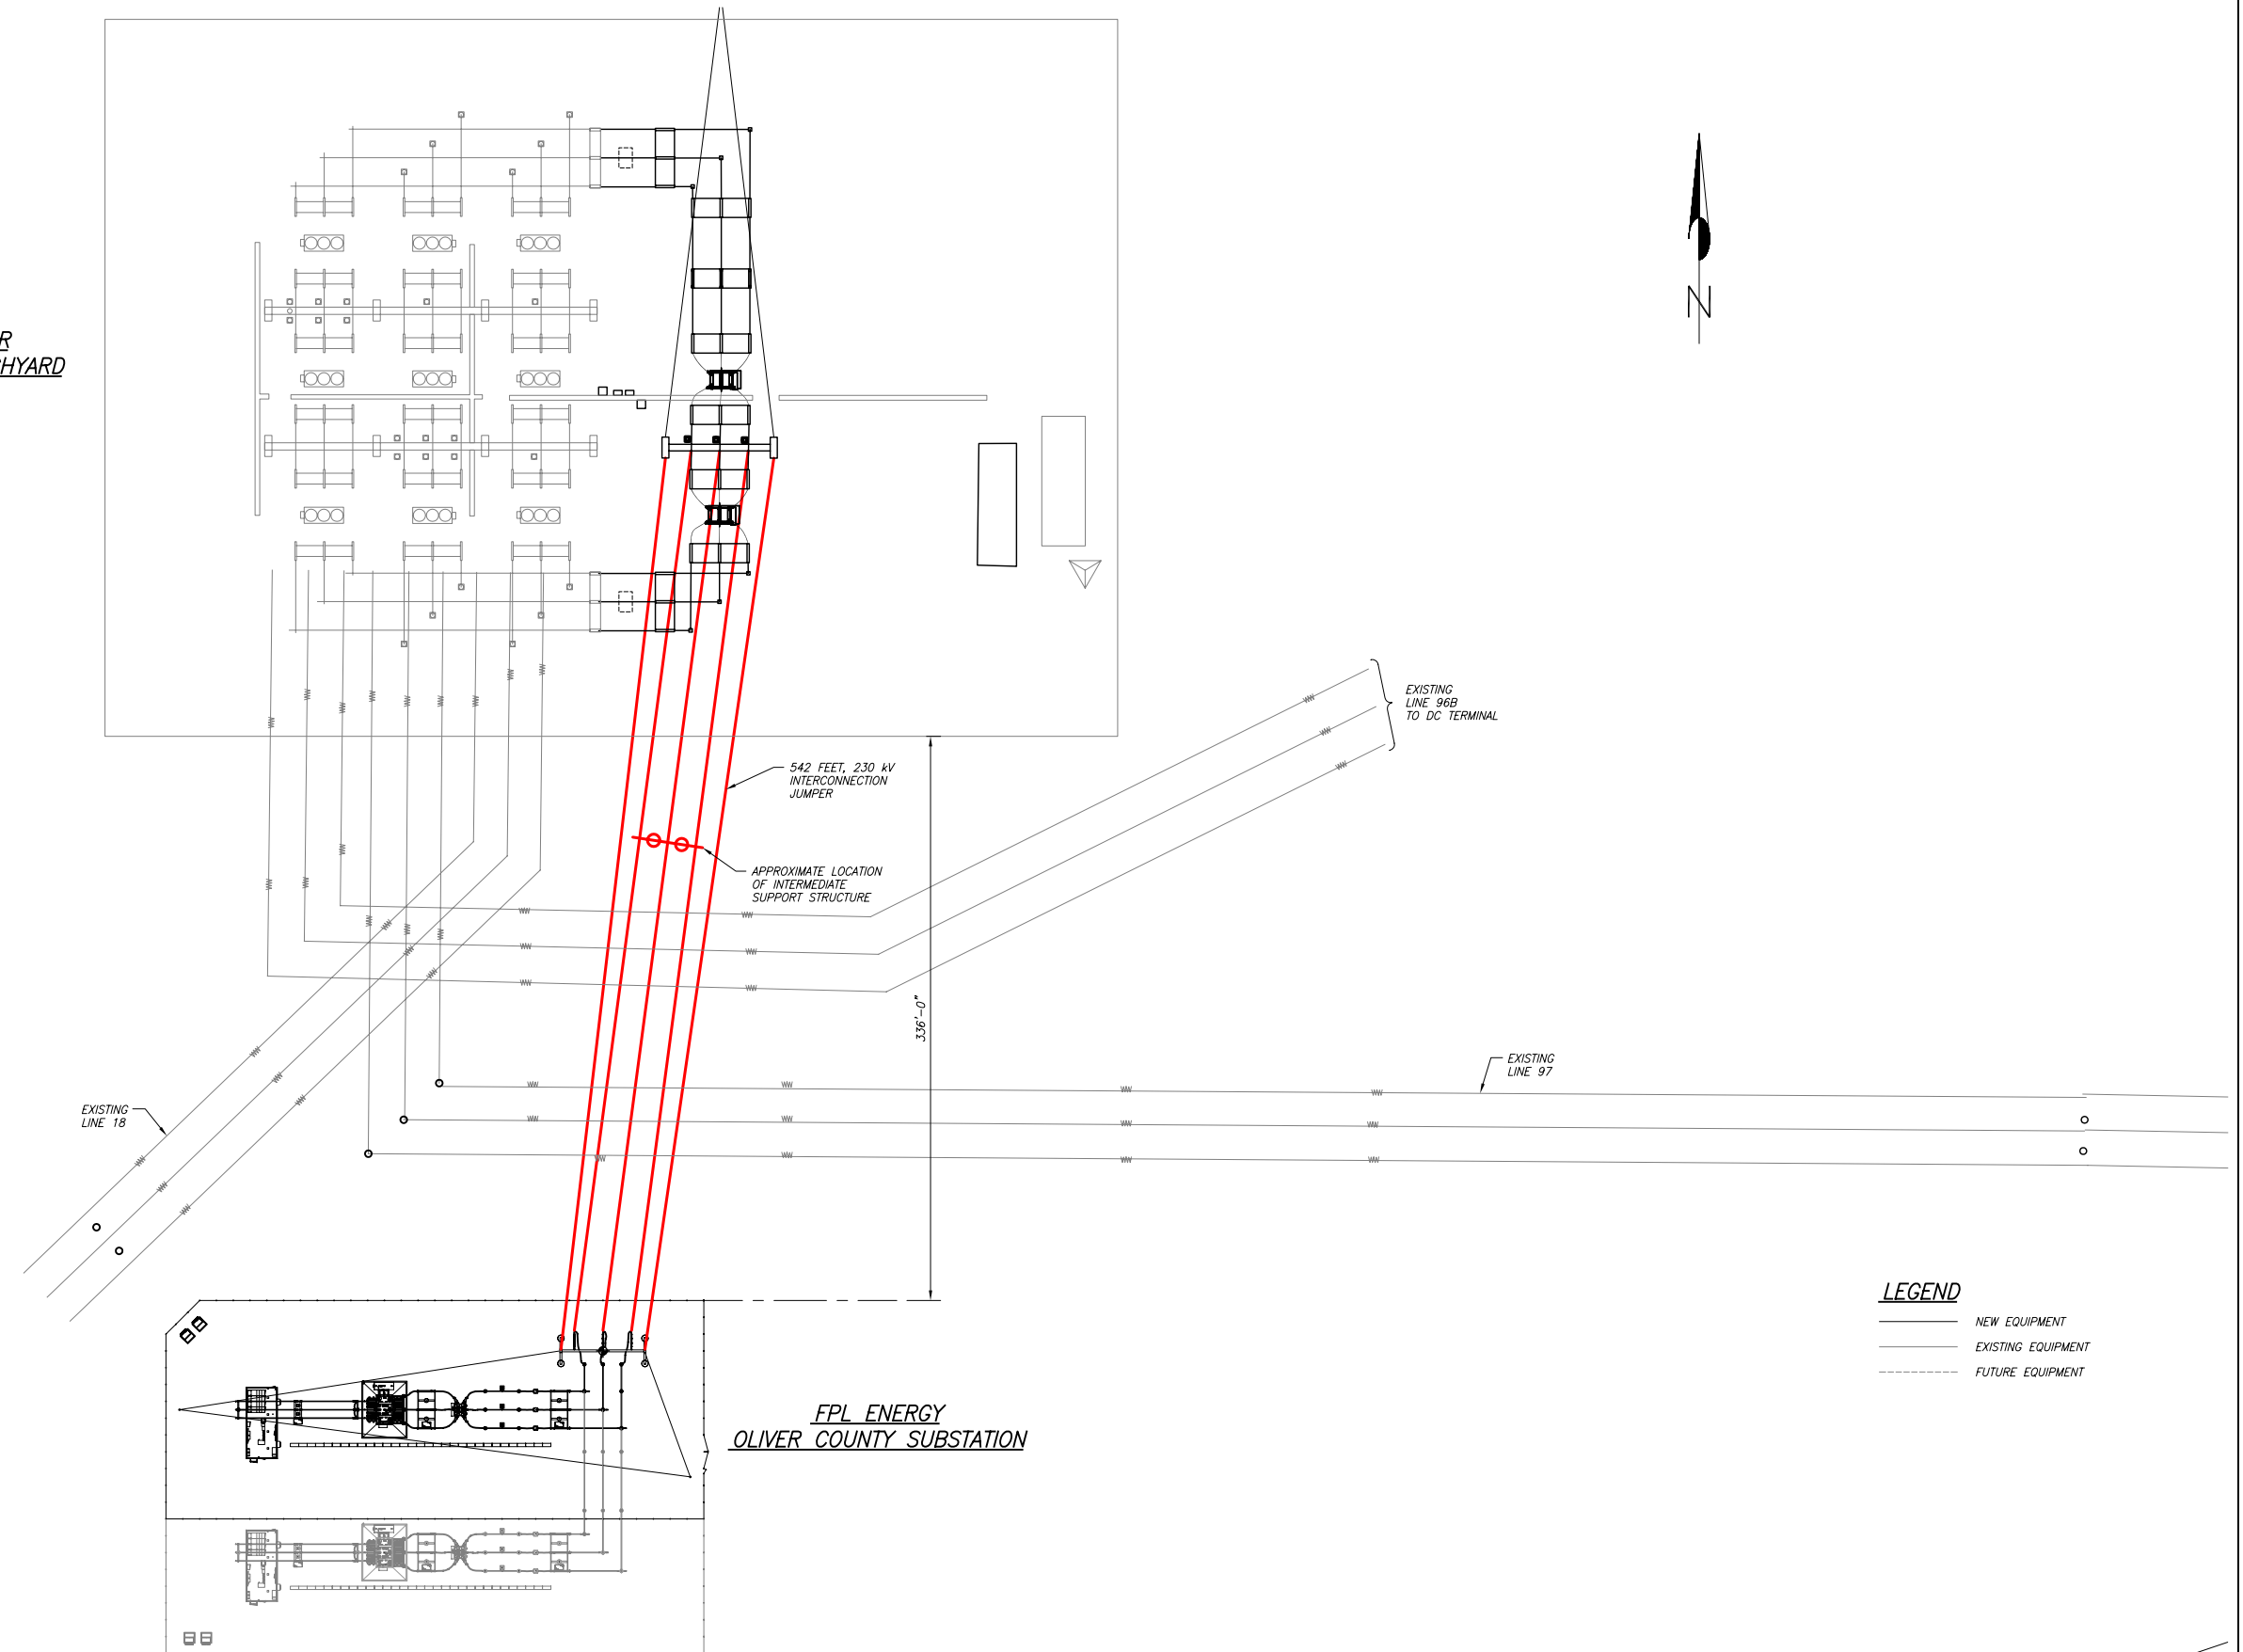 HYARD
N
EXISTING
LINE 96B
TO DC TERMINAL
542 FEET, 230 kV
INTERCONNECTION
JUMPER
APPROXIMATE LOCATION
OF INTERMEDIATE
SUPPORT STRUCTURE
336'-0"
EXISTING
LINE 97
EXISTING
LINE 18
LEGEND
NEW EQUIPMENT
EXISTING EQUIPMENT
FUTURE EQUIPMENT
FPL ENERGY
OLIVER COUNTY SUBSTATION